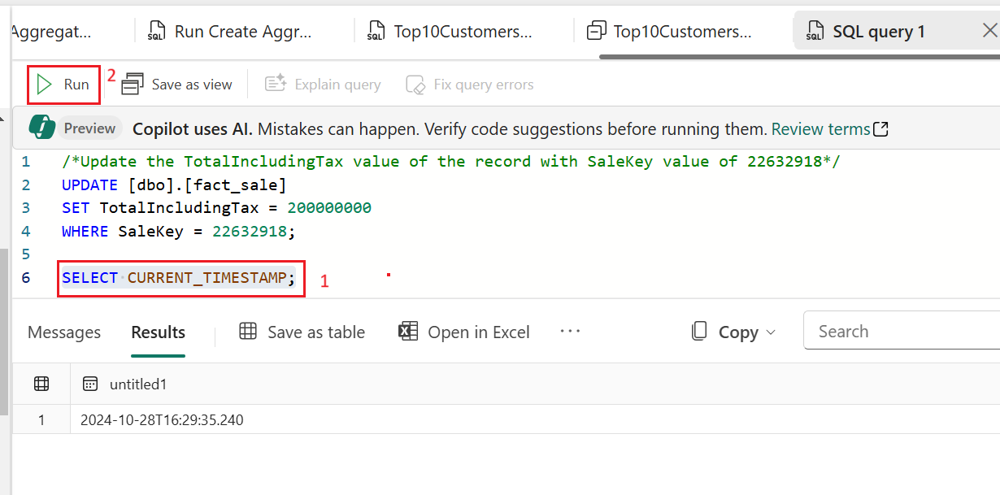 Aggregat...
Run Create Aggr...
Top10Customers...
Top10Customers...
SQL query 1
Run
2
Save as view
Explain query
Fix query errors
Preview
Copilot uses AI. Mistakes can happen. Verify code suggestions before running them. Review terms
1 /*Update the TotalIncludingTax value of the record with SaleKey value of 22632918*/
2 UPDATE [dbo].[fact_sale]
3 SET TotalIncludingTax = 200000000
4 WHERE SaleKey = 22632918;
5
6 SELECT CURRENT_TIMESTAMP;
1
Messages
Results
Save as table
Open in Excel
...
Copy
Search
untitled1
1 2024-10-28T16:29:35.240